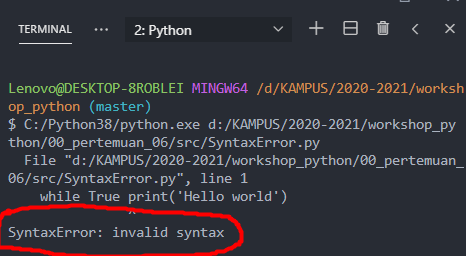 TERMINAL ... 2: Python
Lenovo@DESKTOP-8ROBLEI MINGW64 /d/KAMPUS/2020-2021/worksh
op_python (master)
$ C:/Python38/python.exe d:/KAMPUS/2020-2021/workshop_py
thon/00_pertemuan_06/src/SyntaxError.py
  File "d:/KAMPUS/2020-2021/workshop_python/00_pertemuan_
06/src/SyntaxError.py", line 1
    while True print('Hello world')
               ^
SyntaxError: invalid syntax